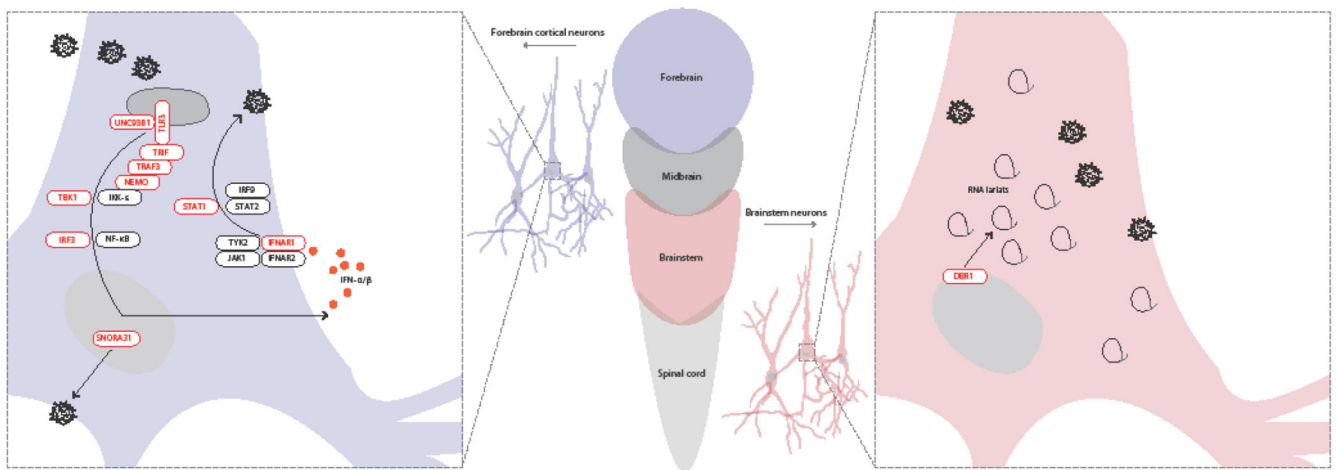 Forebrain cortical neurons
Forebrain
Midbrain
Brainstem
Spinal cord
Brainstem neurons
UNC93B1
TLR3
TRIF
TRAF3
NEMO
TBK1
IKK-ε
IRF3
NF-κB
SNORA31
STAT1
IRF9
STAT2
TYK2
IFNAR1
JAK1
IFNAR2
IFN-α/β
RNA lariats
DBR1